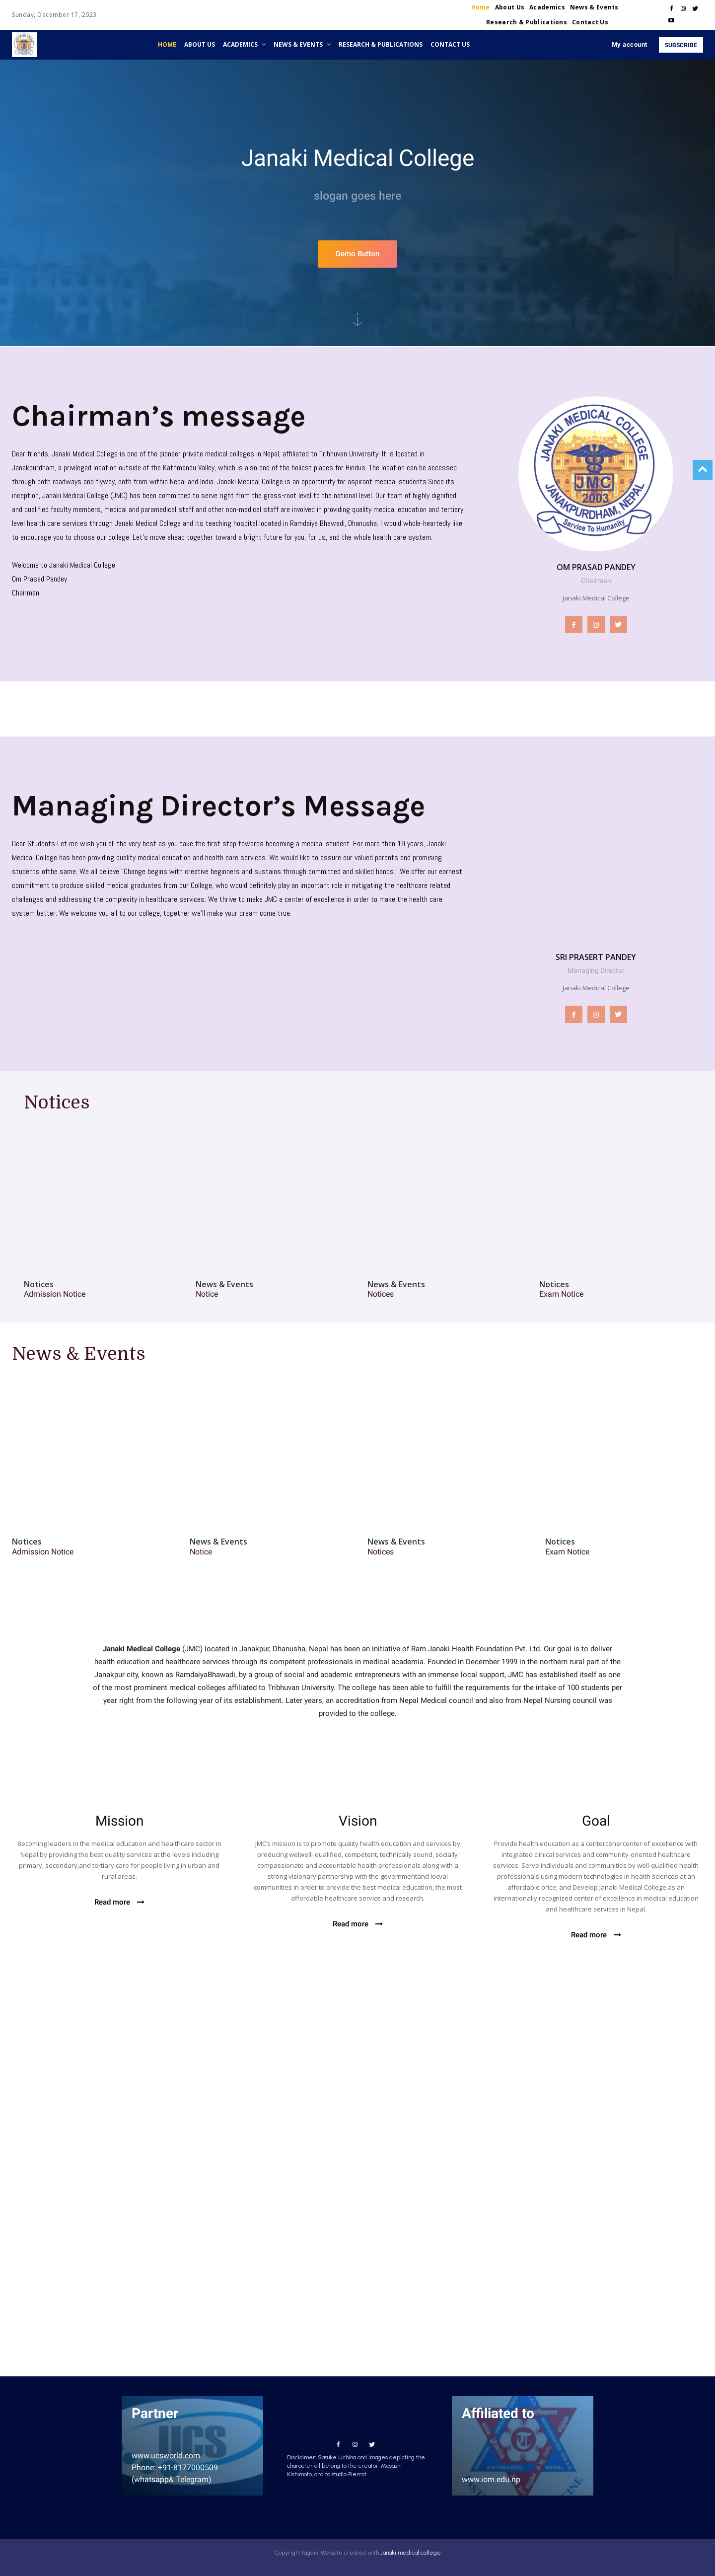 Sunday, December 17, 2023
Home About Us Academics News & Events
Research & Publications Contact Us
HOME ABOUT US ACADEMICS NEWS & EVENTS RESEARCH & PUBLICATIONS CONTACT US
My account
SUBSCRIBE
Janaki Medical College
slogan goes here
Demo Button
Chairman’s message
Dear friends, Janaki Medical College is one of the pioneer private medical colleges in Nepal, affiliated to Tribhuvan University. It is located in
Janakpurdham, a privileged location outside of the Kathmandu Valley, which is also one of the holiest places for Hindus. The location can be accessed
through both roadways and flyway, both from within Nepal and India. Janaki Medical College is an opportunity for aspirant medical students.Since its
inception, Janaki Medical College (JMC) has been committed to serve right from the grass-root level to the national level. Our team of highly dignified
and qualified faculty members, medical and paramedical staff and other non-medical staff are keened in providing quality medical education and tertiary
level health care services through Janaki Medical College and its teaching hospital located in Ramdaiya Bhawadi, Dhanusha. I would whole-heartedly like
to encourage you to choose our college. Let’s move ahead together toward a bright future for you, for us, and the whole health care system.
Welcome to Janaki Medical College
Om Prasad Pandey
Chairman
JANAKI MEDICAL COLLEGE
JMC
2003
JANAKPURDHAM, NEPAL
Service To Humanity
OM PRASAD PANDEY
Chairman
Janaki Medical College
Managing Director’s Message
Dear Students Let me wish you all the very best as you take the first step towards becoming a medical student. For more than 19 years, Janaki
Medical College has been providing quality medical education and health care services. We would like to assure our valued parents and promising
students ofthe same. We all believe “Change begins with creative beginners and sustains through committed and skilled hands.” We offer our earnest
commitment to produce skilled medical graduates from our College, who would definitely play an important role in mitigating the healthcare related
challenges and addressing the complexity in healthcare services. We thrive to make JMC a center of excellence in order to make the health care
system better. We welcome you all to our college; together we’ll make your dream come true.
SRI PRASERT PANDEY
Managing Director
Janaki Medical College
Notices
Notices
Admission Notice
News & Events
Notice
News & Events
Notices
Notices
Exam Notice
News & Events
Notices
Admission Notice
News & Events
Notice
News & Events
Notices
Notices
Exam Notice
Janaki Medical College (JMC) located in Janakpur, Dhanusha, Nepal has been an initiative of Ram Janaki Health Foundation Pvt. Ltd. Our goal is to deliver
health education and healthcare services through its competent professionals in medical academia. Founded in December 1999 in the northern rural part of the
Janakpur city, known as RamdaiyaBhawadi, by a group of social and academic entrepreneurs with an immense local support, JMC has established itself as one
of the most prominent medical colleges affiliated to Tribhuvan University. The college has been able to fulfill the requirements for the intake of 100 students per
year right from the following year of its establishment. Later years, an accreditation from Nepal Medical council and also from Nepal Nursing council was
provided to the college.
Mission
Becoming leaders in the medical education and healthcare sector in
Nepal by providing the best quality services at the levels including
primary, secondary,and tertiary care for people living in urban and
rural areas.
Read more
Vision
JMC’s mission is to promote quality health education and services by
producing welwell- qualified, competent, technically sound, socially
compassionate and accountable health professionals along with a
strong visionary partnership with the governmentand locval
communities in order to provide the best medical education, the most
affordable healthcare service and research.
Read more
Goal
Provide health education as a centercenercenter of excellence with
integrated clinical services and community-oriented healthcare
services. Serve individuals and communities by well-qualified health
professionals using modern technologies in health sciences at an
affordable price; and Develop Janaki Medical College as an
internationally recognized center of excellence in medical education
and healthcare services in Nepal.
Read more
Partner
UCS
www.ucsworld.com
Phone: +91-8177000509
(whatsapp& Telegram)
Disclaimer: Sasuke Uchiha and images depicting the
character all belong to the creator: Masashi
Kishimoto, and to studio Pierrot
Affiliated to
www.iom.edu.np
Copyright tagdiv. Website created with Janaki medical college